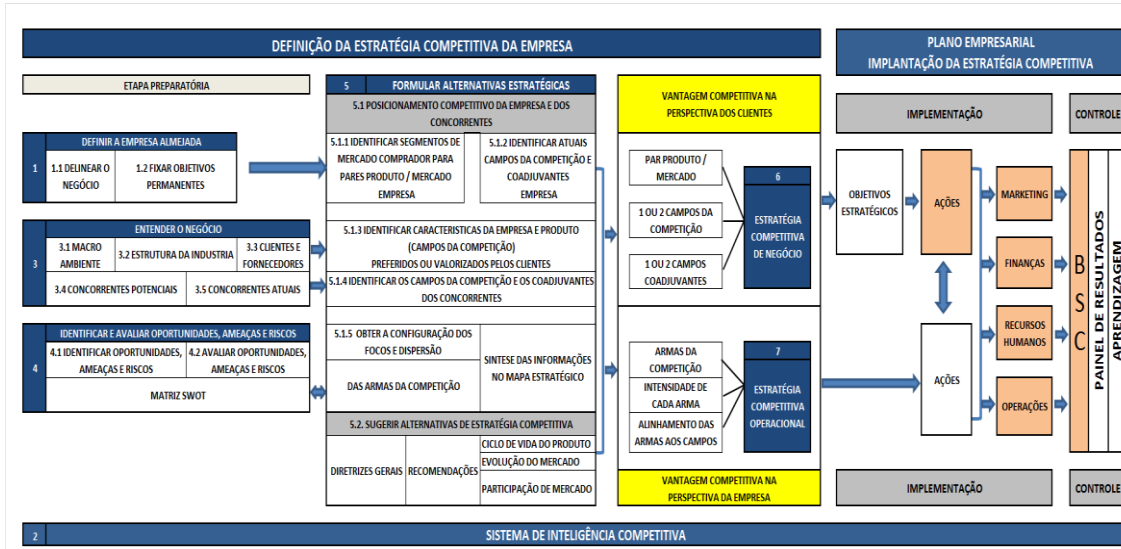 DEFINIÇÃO DA ESTRATÉGIA COMPETITIVA DA EMPRESA
PLANO EMPRESARIAL
IMPLANTAÇÃO DA ESTRATÉGIA COMPETITIVA
ETAPA PREPARATÓRIA
5
FORMULAR ALTERNATIVAS ESTRATÉGICAS
5.1 POSICIONAMENTO COMPETITIVO DA EMPRESA E DOS
CONCORRENTES
VANTAGEM COMPETITIVA NA
PERSPECTIVA DOS CLIENTES
IMPLEMENTAÇÃO
CONTROLE
1
DEFINIR A EMPRESA ALMEJADA
1.1 DELINEAR O
NEGÓCIO
1.2 FIXAR OBJETIVOS
PERMANENTES
5.1.1 IDENTIFICAR SEGMENTOS DE
MERCADO COMPRADOR PARA
PARES PRODUTO / MERCADO
EMPRESA
5.1.2 IDENTIFICAR ATUAIS
CAMPOS DA COMPETIÇÃO E
COADJUVANTES
EMPRESA
3
ENTENDER O NEGÓCIO
3.1 MACRO
AMBIENTE
3.2 ESTRUTURA DA INDUSTRIA
3.3 CLIENTES E
FORNECEDORES
3.4 CONCORRENTES POTENCIAIS
3.5 CONCORRENTES ATUAIS
5.1.3 IDENTIFICAR CARACTERISTICAS DA EMPRESA E PRODUTO
(CAMPOS DA COMPETIÇÃO)
PREFERIDOS OU VALORIZADOS PELOS CLIENTES
5.1.4 IDENTIFICAR OS CAMPOS DA COMPETIÇÃO E OS COADJUVANTES
DOS CONCORRENTES
4
IDENTIFICAR E AVALIAR OPORTUNIDADES, AMEAÇAS E RISCOS
4.1 IDENTIFICAR OPORTUNIDADES,
AMEAÇAS E RISCOS
4.2 AVALIAR OPORTUNIDADES,
AMEAÇAS E RISCOS
MATRIZ SWOT
5.1.5 OBTER A CONFIGURAÇÃO DOS
FOCOS E DISPERSÃO
DAS ARMAS DA COMPETIÇÃO
SINTESE DAS INFORMAÇÕES
NO MAPA ESTRATÉGICO
5.2. SUGERIR ALTERNATIVAS DE ESTRATÉGIA COMPETITIVA
DIRETRIZES GERAIS
RECOMENDAÇÕES
CICLO DE VIDA DO PRODUTO
EVOLUÇÃO DO MERCADO
PARTICIPAÇÃO DE MERCADO
PAR PRODUTO /
MERCADO
1 OU 2 CAMPOS DA
COMPETIÇÃO
1 OU 2 CAMPOS
COADJUVANTES
6
ESTRATÉGIA
COMPETITIVA
DE NEGÓCIO
ARMAS DA
COMPETIÇÃO
INTENSIDADE DE
CADA ARMA
ALINHAMENTO DAS
ARMAS AOS CAMPOS
7
ESTRATÉGIA
COMPETITIVA
OPERACIONAL
VANTAGEM COMPETITIVA NA
PERSPECTIVA DA EMPRESA
OBJETIVOS
ESTRATÉGICOS
AÇÕES
AÇÕES
MARKETING
FINANÇAS
RECURSOS
HUMANOS
OPERAÇÕES
B
S
C
PAINEL DE RESULTADOS
APRENDIZAGEM
IMPLEMENTAÇÃO
CONTROLE
2
SISTEMA DE INTELIGÊNCIA COMPETITIVA